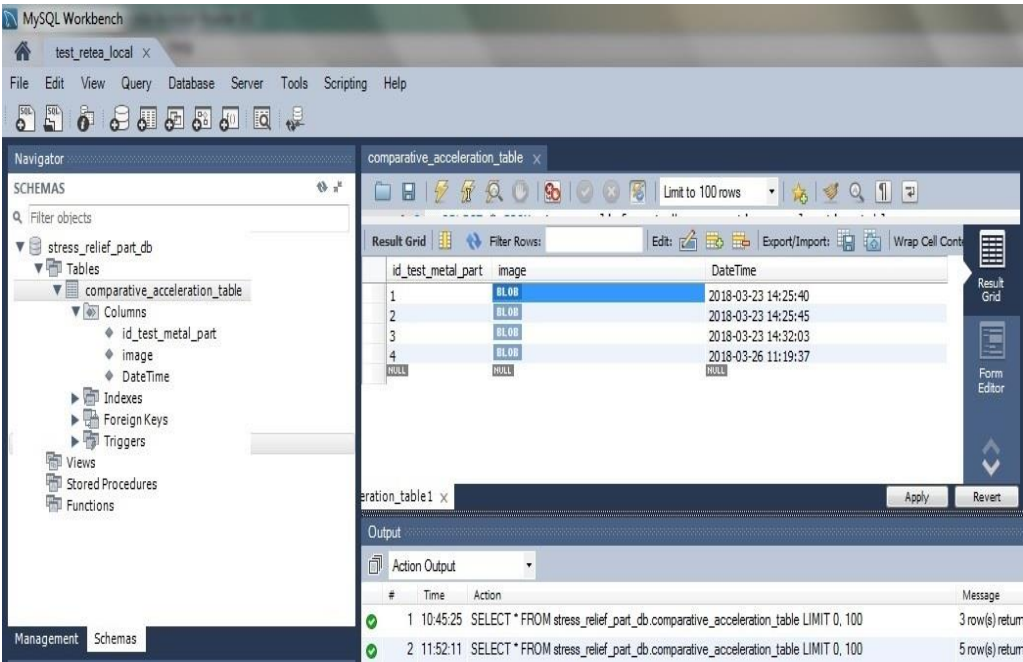 MySQL Workbench
test_retea_local ×
File Edit View Query Database Server Tools Scripting Help
SQL SQL
Navigator
SCHEMAS
Filter objects
stress_relief_part_db
Tables
comparative_acceleration_table
Columns
id_test_metal_part
image
DateTime
Indexes
Foreign Keys
Triggers
Views
Stored Procedures
Functions
Management Schemas
comparative_acceleration_table ×
Limit to 100 rows
Result Grid Filter Rows: Edit: Export/Import: Wrap Cell Conte
id_test_metal_part image DateTime
1 BLOB 2018-03-23 14:25:40
2 BLOB 2018-03-23 14:25:45
3 BLOB 2018-03-23 14:32:03
4 BLOB 2018-03-26 11:19:37
NULL NULL NULL
Result
Grid
Form
Editor
eration_table1 ×
Apply Revert
Output
Action Output
# Time Action Message
1 10:45:25 SELECT * FROM stress_relief_part_db.comparative_acceleration_table LIMIT 0, 100 3 row(s) return
2 11:52:11 SELECT * FROM stress_relief_part_db.comparative_acceleration_table LIMIT 0, 100 5 row(s) return